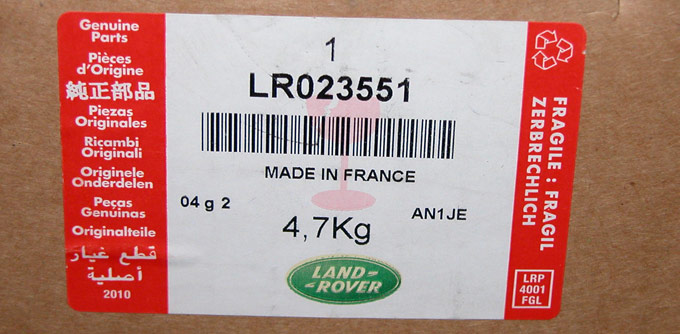 Genuine
Parts
Pièces
d'Origine
純正部品
Piezas
Originales
Ricambi
Originali
Originele
Onderdelen
Peças
Genuinas
Originalteile
قطع غيار
أصلية
2010
1
LR023551
MADE IN FRANCE
04 g 2
AN1JE
4,7Kg
LAND-
-ROVER
FRAGILE : FRAGIL
ZERBRECHLICH
LRP
4001
FGL